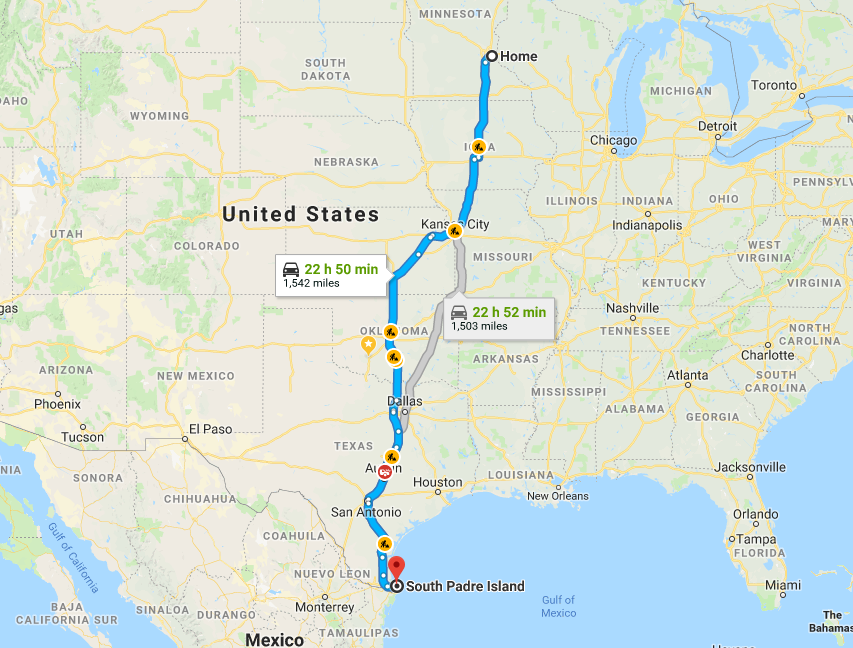 MINNESOTA
Home
SOUTH
DAKOTA
MICHIGAN
Toronto
WYOMING
Detroit
Chicago
NEBRASKA
PENNSYLV
ILLINOIS
INDIANA
OHIO
United States
Indianapolis
MARY
UTAH
COLORADO
Kansas City
MISSOURI
WEST
VIRGINIA
22 h 50 min
1,542 miles
KENTUCKY
VIRGINIA
22 h 52 min
1,503 miles
Nashville
TENNESSEE
NORTH
CAROLINA
OKLAHOMA
Charlotte
ARKANSAS
ARIZONA
NEW MEXICO
Atlanta
SOUTH
CAROLINA
MISSISSIPPI
Phoenix
Dallas
ALABAMA
GEORGIA
Tucson
El Paso
TEXAS
NIA
SONORA
Austin
LOUISIANA
Jacksonville
Houston
New Orleans
CHIHUAHUA
San Antonio
Orlando
Tampa
FLORIDA
COAHUILA
Gulf of
California
NUEVO LEON
South Padre Island
Miami
Monterrey
Gulf of
Mexico
BAJA
CALIFORNIA SUR
SINALOA
DURANGO
The
Bahamas
TAMAULIPAS
Mexico